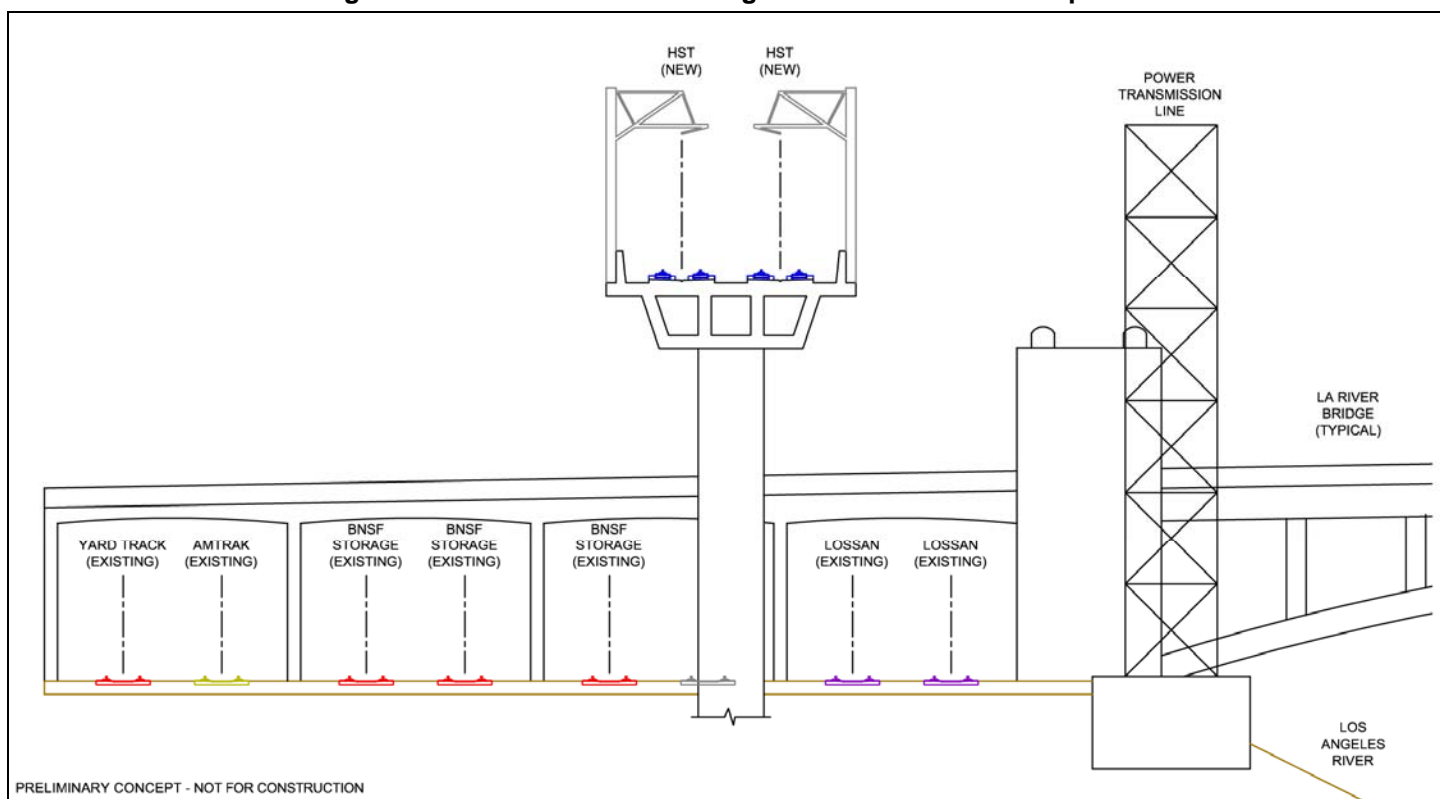 HST
(NEW)
HST
(NEW)
POWER
TRANSMISSION
LINE
LA RIVER
BRIDGE
(TYPICAL)
YARD TRACK
(EXISTING)
AMTRAK
(EXISTING)
BNSF
STORAGE
(EXISTING)
BNSF
STORAGE
(EXISTING)
BNSF
STORAGE
(EXISTING)
LOSSAN
(EXISTING)
LOSSAN
(EXISTING)
LOS
ANGELES
RIVER
PRELIMINARY CONCEPT - NOT FOR CONSTRUCTION